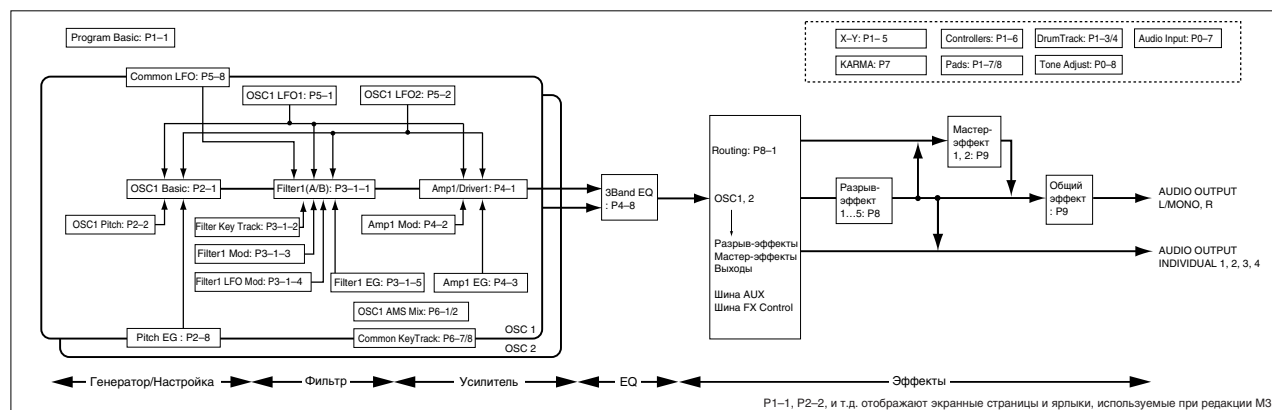 Program Basic: P1–1
X–Y: P1– 5
Controllers: P1–6
DrumTrack: P1–3/4
Audio Input: P0–7
KARMA: P7
Pads: P1–7/8
Tone Adjust: P0–8
Common LFO: P5–8
OSC1 LFO1: P5–1
OSC1 LFO2: P5–2
OSC1 Basic: P2–1
Filter1(A/B): P3–1–1
Amp1/Driver1: P4–1
OSC1 Pitch: P2–2
Filter Key Track: P3–1–2
Amp1 Mod: P4–2
Filter1 Mod: P3–1–3
Filter1 LFO Mod: P3–1–4
Filter1 EG: P3–1–5
Amp1 EG: P4–3
OSC1 AMS Mix: P6–1/2
Pitch EG : P2–8
Common KeyTrack: P6–7/8
OSC 1
OSC 2
3Band EQ
: P4–8
Routing: P8–1
OSC1, 2
Разрыв-эффекты
Мастер-эффекты
Выходы
Шина AUX
Шина FX Control
Разрыв-
эффект
1...5: P8
Мастер-
эффект
1, 2: P9
Общий
эффект
: P9
AUDIO OUTPUT
L/MONO, R
AUDIO OUTPUT
INDIVIDUAL 1, 2, 3, 4
Генератор/Настройка
Фильтр
Усилитель
EQ
Эффекты
P1–1, P2–2, и т.д. отображают экранные страницы и ярлыки, используемые при редакции M3